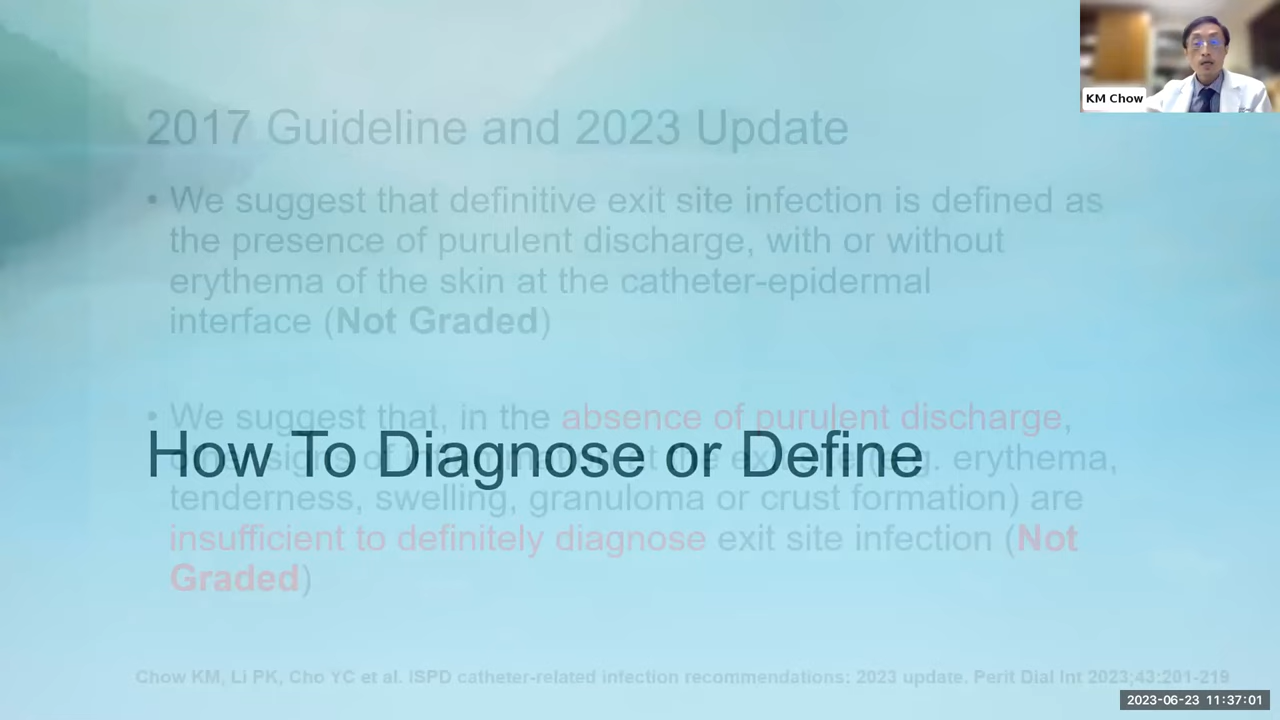 KM Chow
2017 Guideline and 2023 Update
• We suggest that definitive exit site infection is defined as
the presence of purulent discharge, with or without
erythema of the skin at the catheter-epidermal
interface (Not Graded)
• We suggest that, in the absence of purulent discharge,
How To Diagnose or Define
erythema,
tenderness, swelling, granuloma or crust formation) are
insufficient to definitely diagnose exit site infection (Not
Graded)
Chow KM, Li PK, Cho YC et al. ISPD catheter-related infection recommendations: 2023 update. Perit Dial Int 2023;43:201-219
2023-06-23 11:37:01